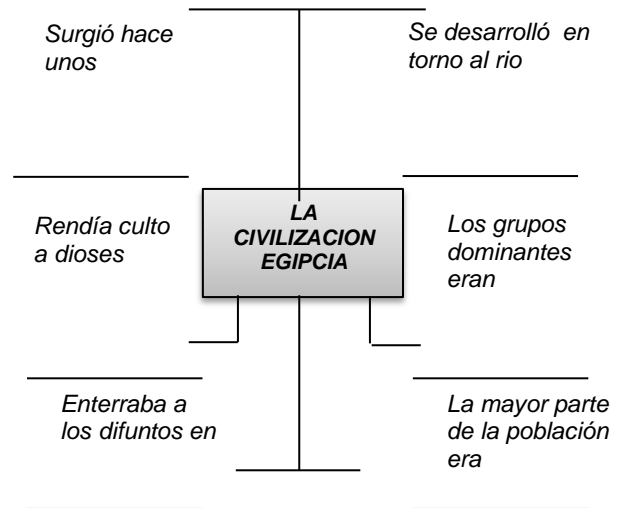 Surgió hace
unos
Se desarrolló en
torno al rio
Rendía culto
a dioses
LA
CIVILIZACION
EGIPCIA
Los grupos
dominantes
eran
Enterraba a
los difuntos en
La mayor parte
de la población
era